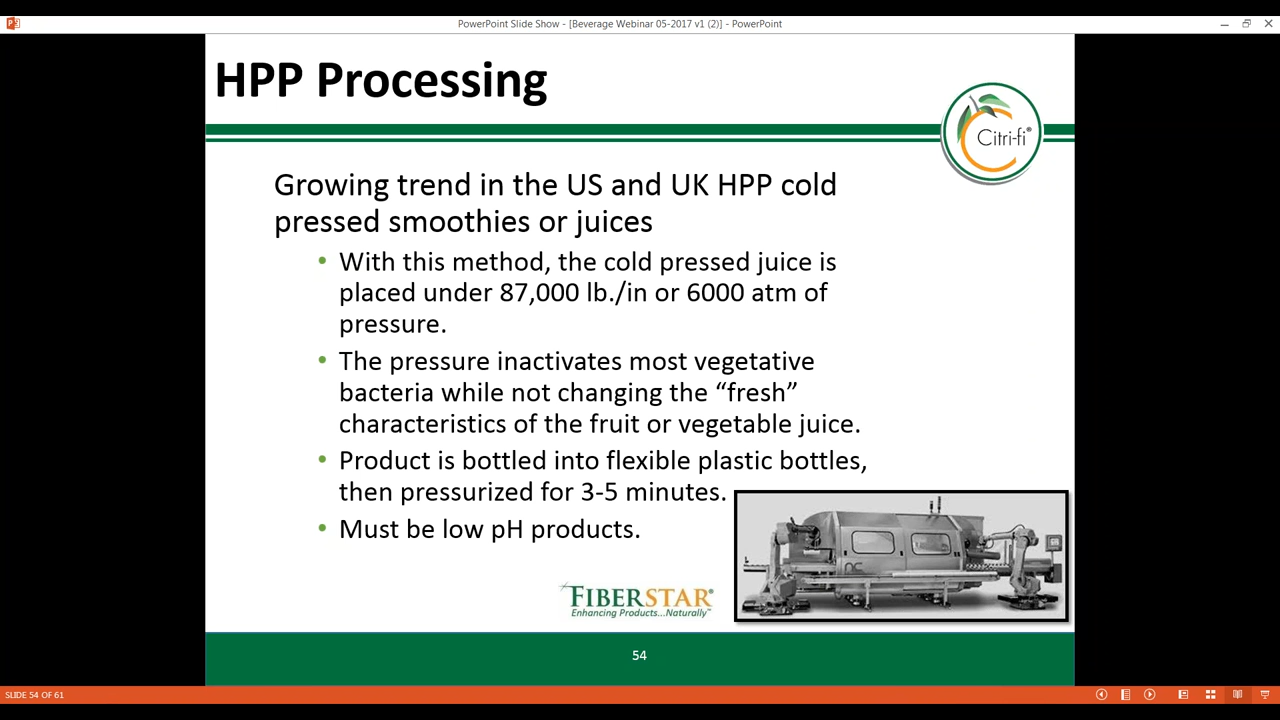 PowerPoint Slide Show - [Beverage Webinar 05-2017 v1 (2)] - PowerPoint
HPP Processing
Citri-fi®
Growing trend in the US and UK HPP cold
pressed smoothies or juices
• With this method, the cold pressed juice is
placed under 87,000 lb./in or 6000 atm of
pressure.
• The pressure inactivates most vegetative
bacteria while not changing the “fresh”
characteristics of the fruit or vegetable juice.
• Product is bottled into flexible plastic bottles,
then pressurized for 3-5 minutes.
• Must be low pH products.
FIBERSTAR®
Enhancing Products...Naturally™
54
SLIDE 54 OF 61